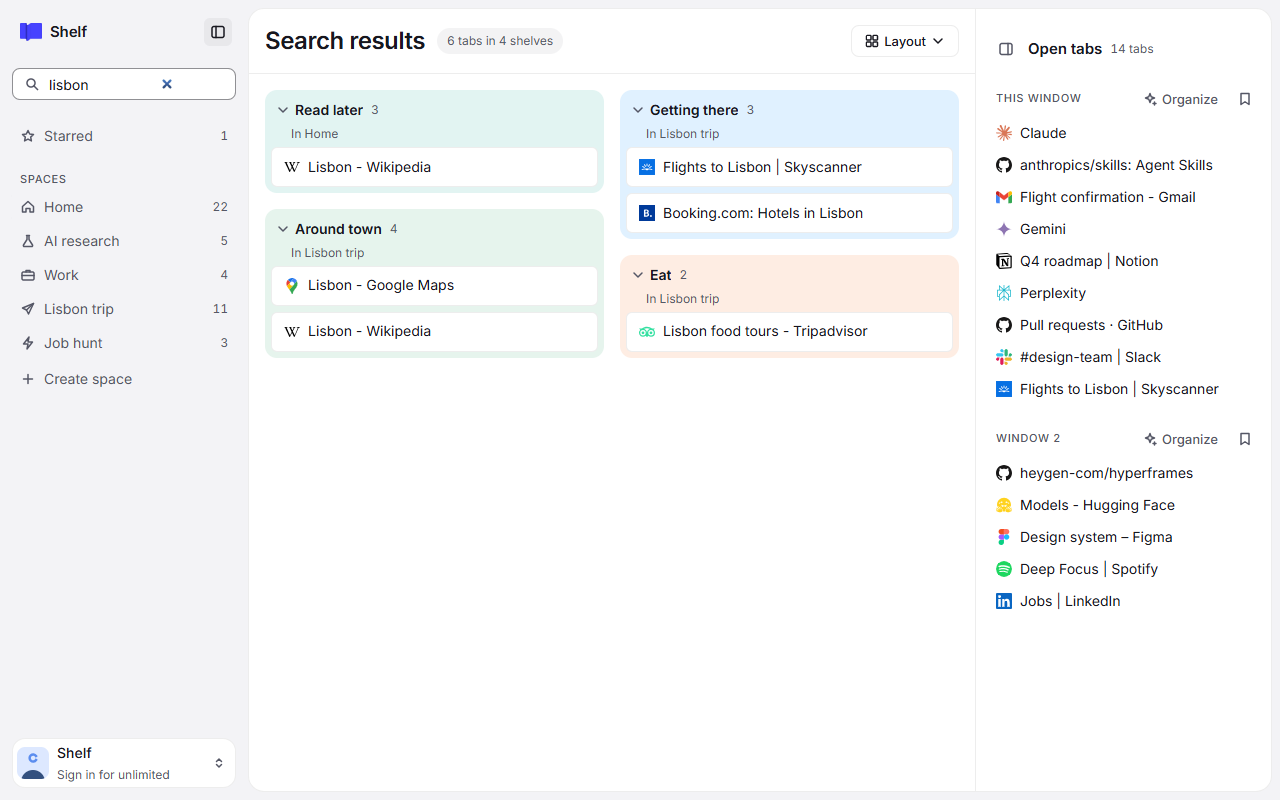 Shelf
lisbon
Starred 1
SPACES
Home 22
AI research 5
Work 4
Lisbon trip 11
Job hunt 3
Create space
C
Shelf
Sign in for unlimited
Search results
6 tabs in 4 shelves
Layout
Read later 3
In Home
W Lisbon - Wikipedia
Around town 4
In Lisbon trip
Lisbon - Google Maps
W Lisbon - Wikipedia
Getting there 3
In Lisbon trip
Flights to Lisbon | Skyscanner
B. Booking.com: Hotels in Lisbon
Eat 2
In Lisbon trip
Lisbon food tours - Tripadvisor
Open tabs 14 tabs
THIS WINDOW Organize
Claude
anthropics/skills: Agent Skills
Flight confirmation - Gmail
Gemini
N Q4 roadmap | Notion
Perplexity
Pull requests · GitHub
#design-team | Slack
Flights to Lisbon | Skyscanner
WINDOW 2 Organize
heygen-com/hyperframes
Models - Hugging Face
Design system – Figma
Deep Focus | Spotify
in Jobs | LinkedIn